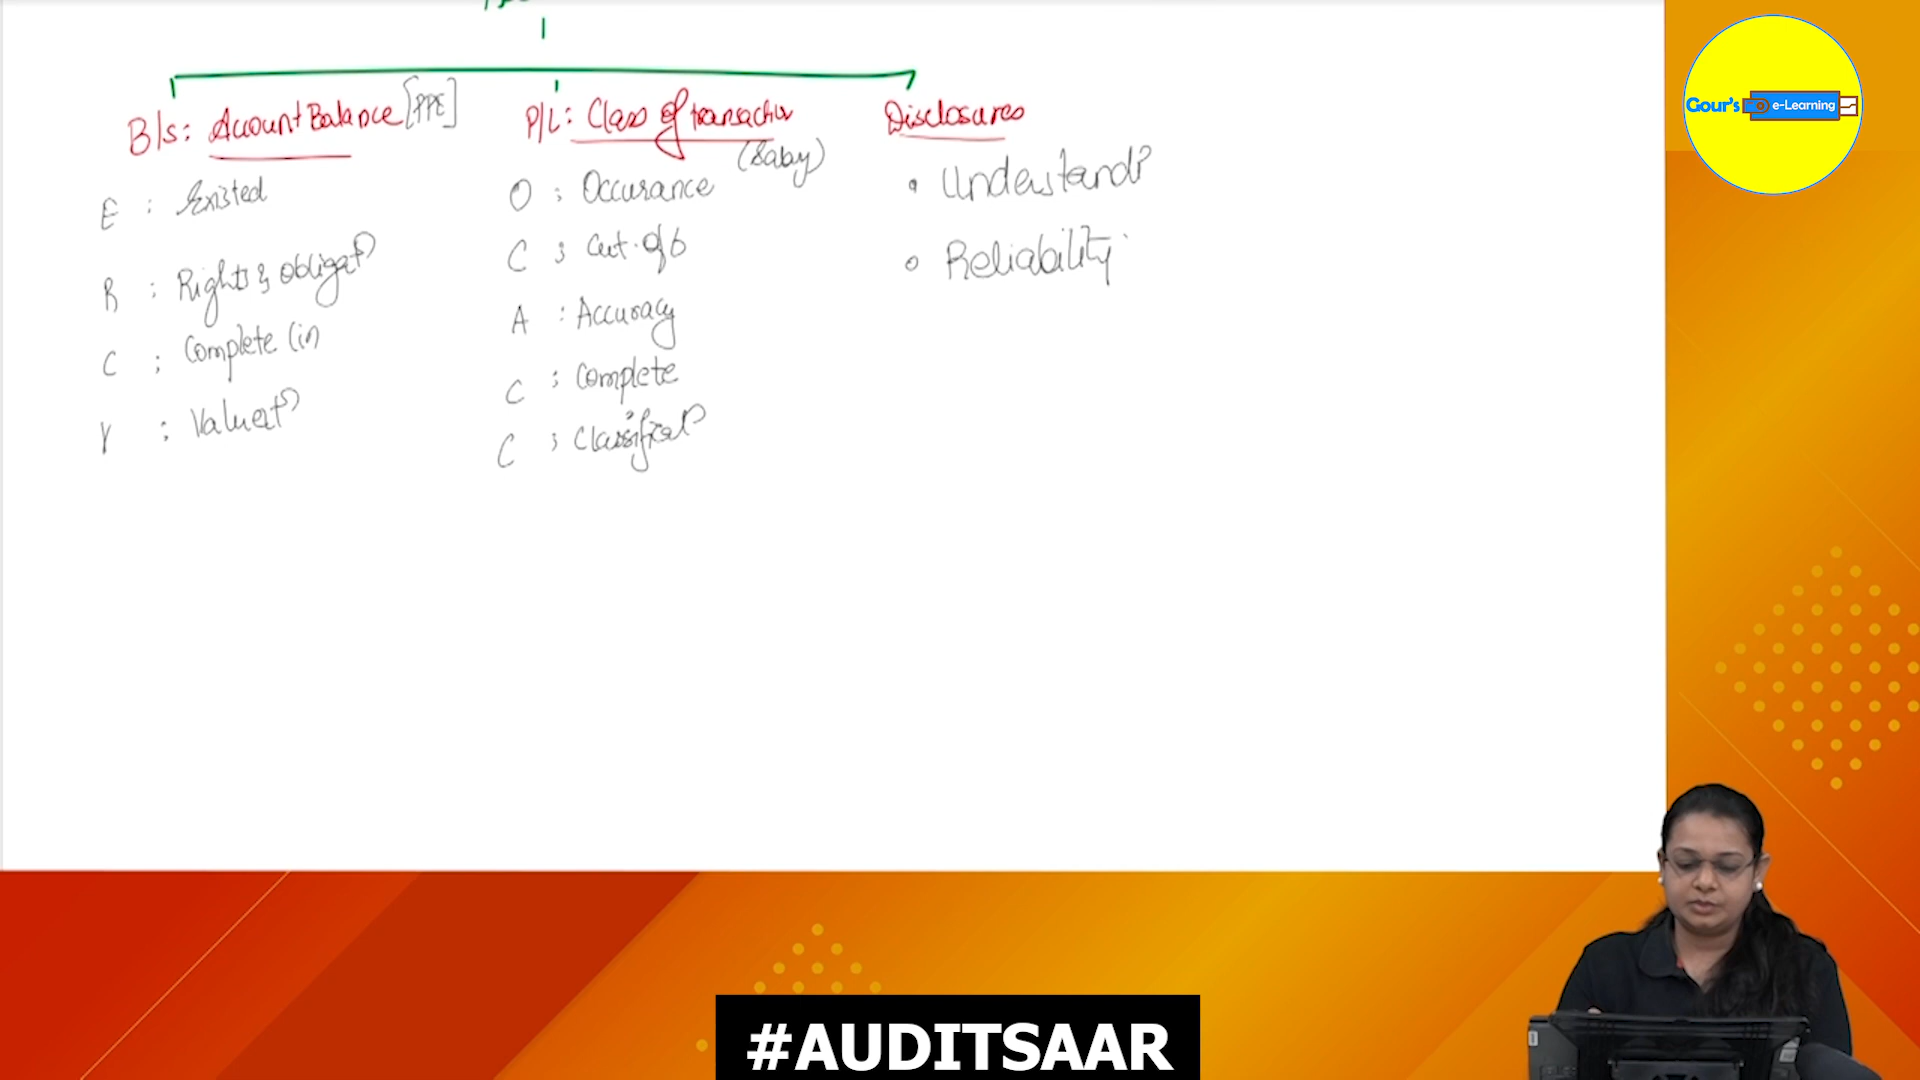 B/s: Account Balance [PPE]
E : Existed
R : Rights & obligat
C : Complete (in
V : Valuat
P/L: Class of transaction
(Salary)
O : Occurance
C : Cut-off
A : Accuracy
C : Complete
C : Classificat
Disclosures
• Understand
• Reliability
Gour's e-Learning
#AUDITSAAR